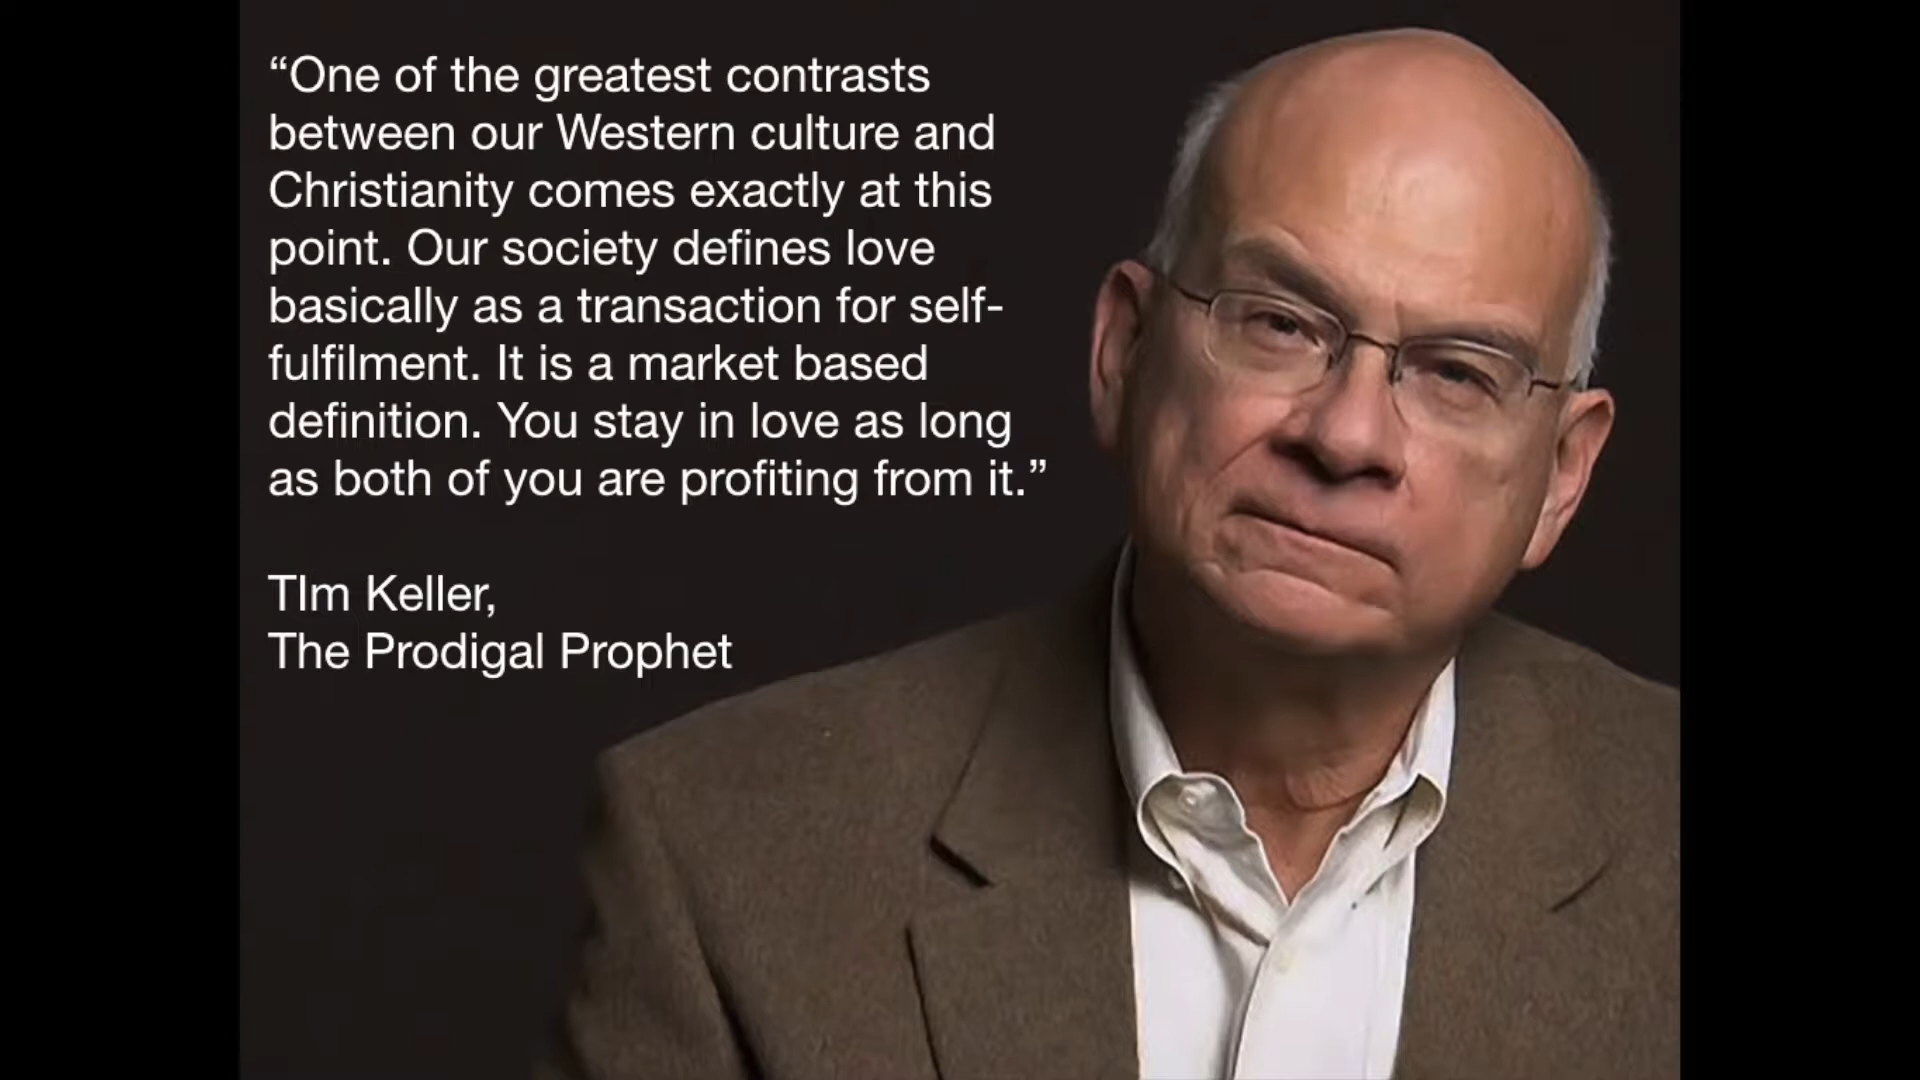 “One of the greatest contrasts
between our Western culture and
Christianity comes exactly at this
point. Our society defines love
basically as a transaction for self-
fulfilment. It is a market based
definition. You stay in love as long
as both of you are profiting from it.”
TIm Keller,
The Prodigal Prophet